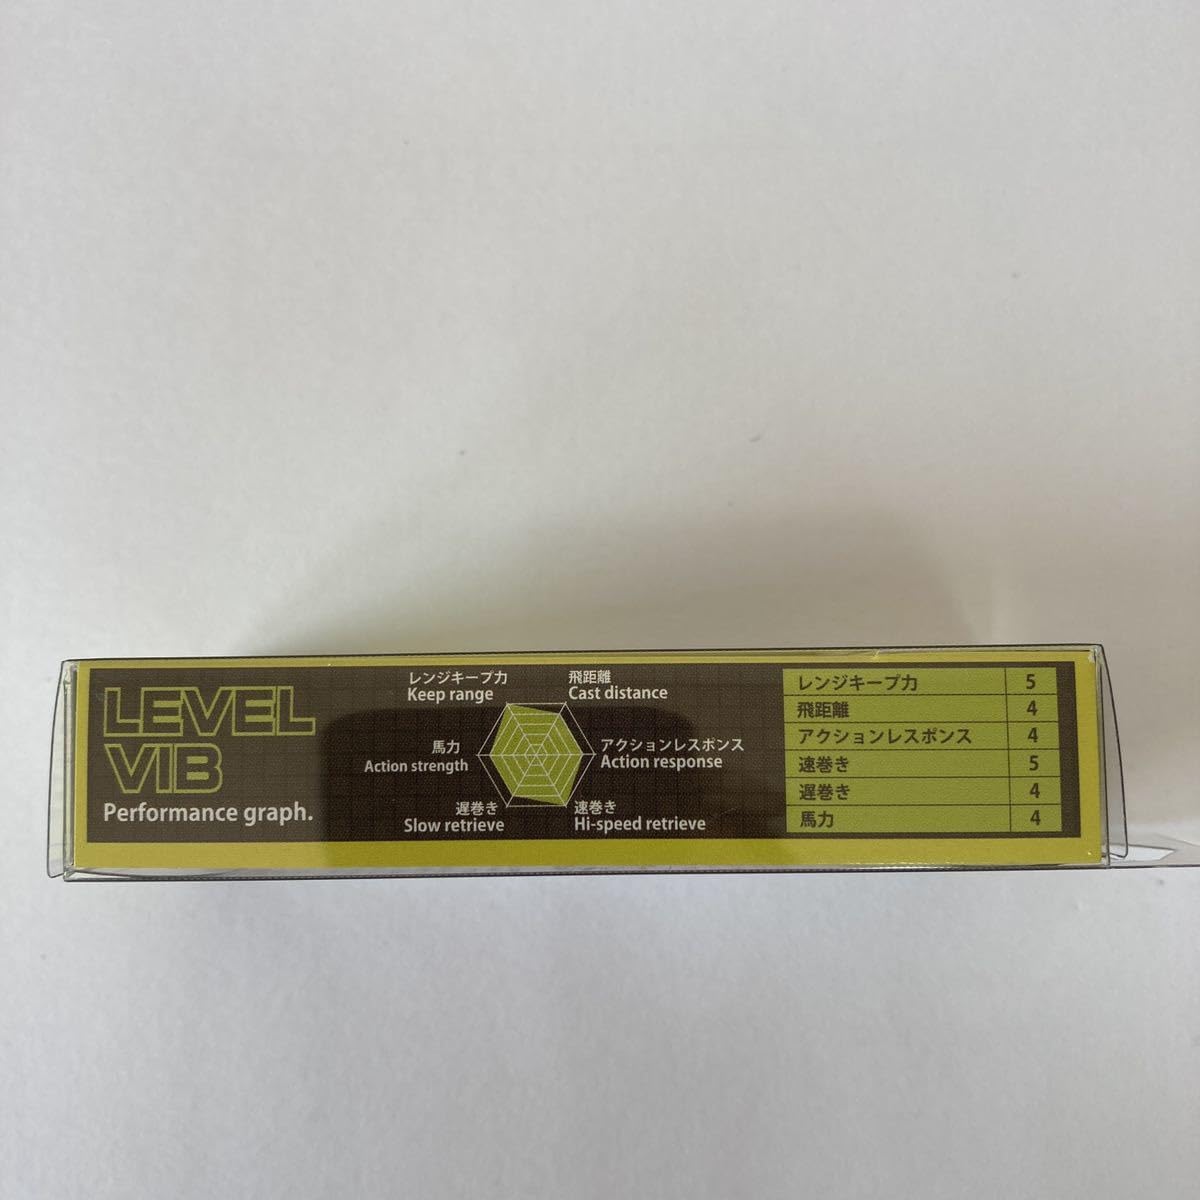 LEVEL
VIB
Performance graph.
レンジキープ力
Keep range
飛距離
Cast distance
馬力
Action strength
アクションレスポンス
Action response
遅巻き
Slow retrieve
速巻き
Hi-speed retrieve
レンジキープ力 5
飛距離 4
アクションレスポンス 4
速巻き 5
遅巻き 4
馬力 4